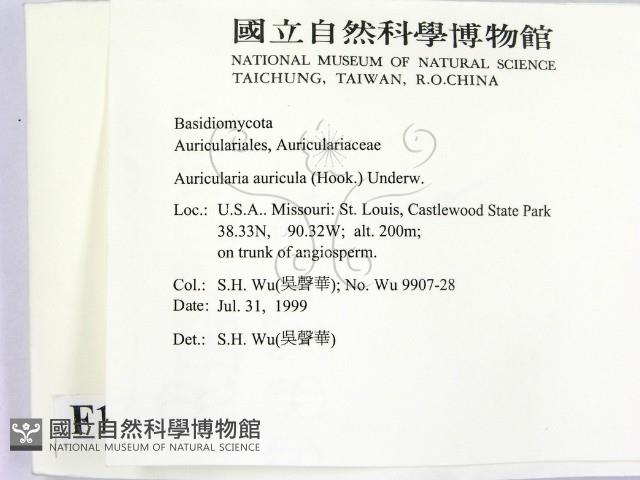 國立自然科學博物館
NATIONAL MUSEUM OF NATURAL SCIENCE
TAICHUNG, TAIWAN, R.O.CHINA
Basidiomycota
Auriculariales, Auriculariaceae
Auricularia auricula (Hook.) Underw.
Loc.: U.S.A.. Missouri: St. Louis, Castlewood State Park
38.33N, 90.32W; alt. 200m;
on trunk of angiosperm.
Col.: S.H. Wu(吳聲華); No. Wu 9907-28
Date: Jul. 31, 1999
Det.: S.H. Wu(吳聲華)
國立自然科學博物館
NATIONAL MUSEUM OF NATURAL SCIENCE